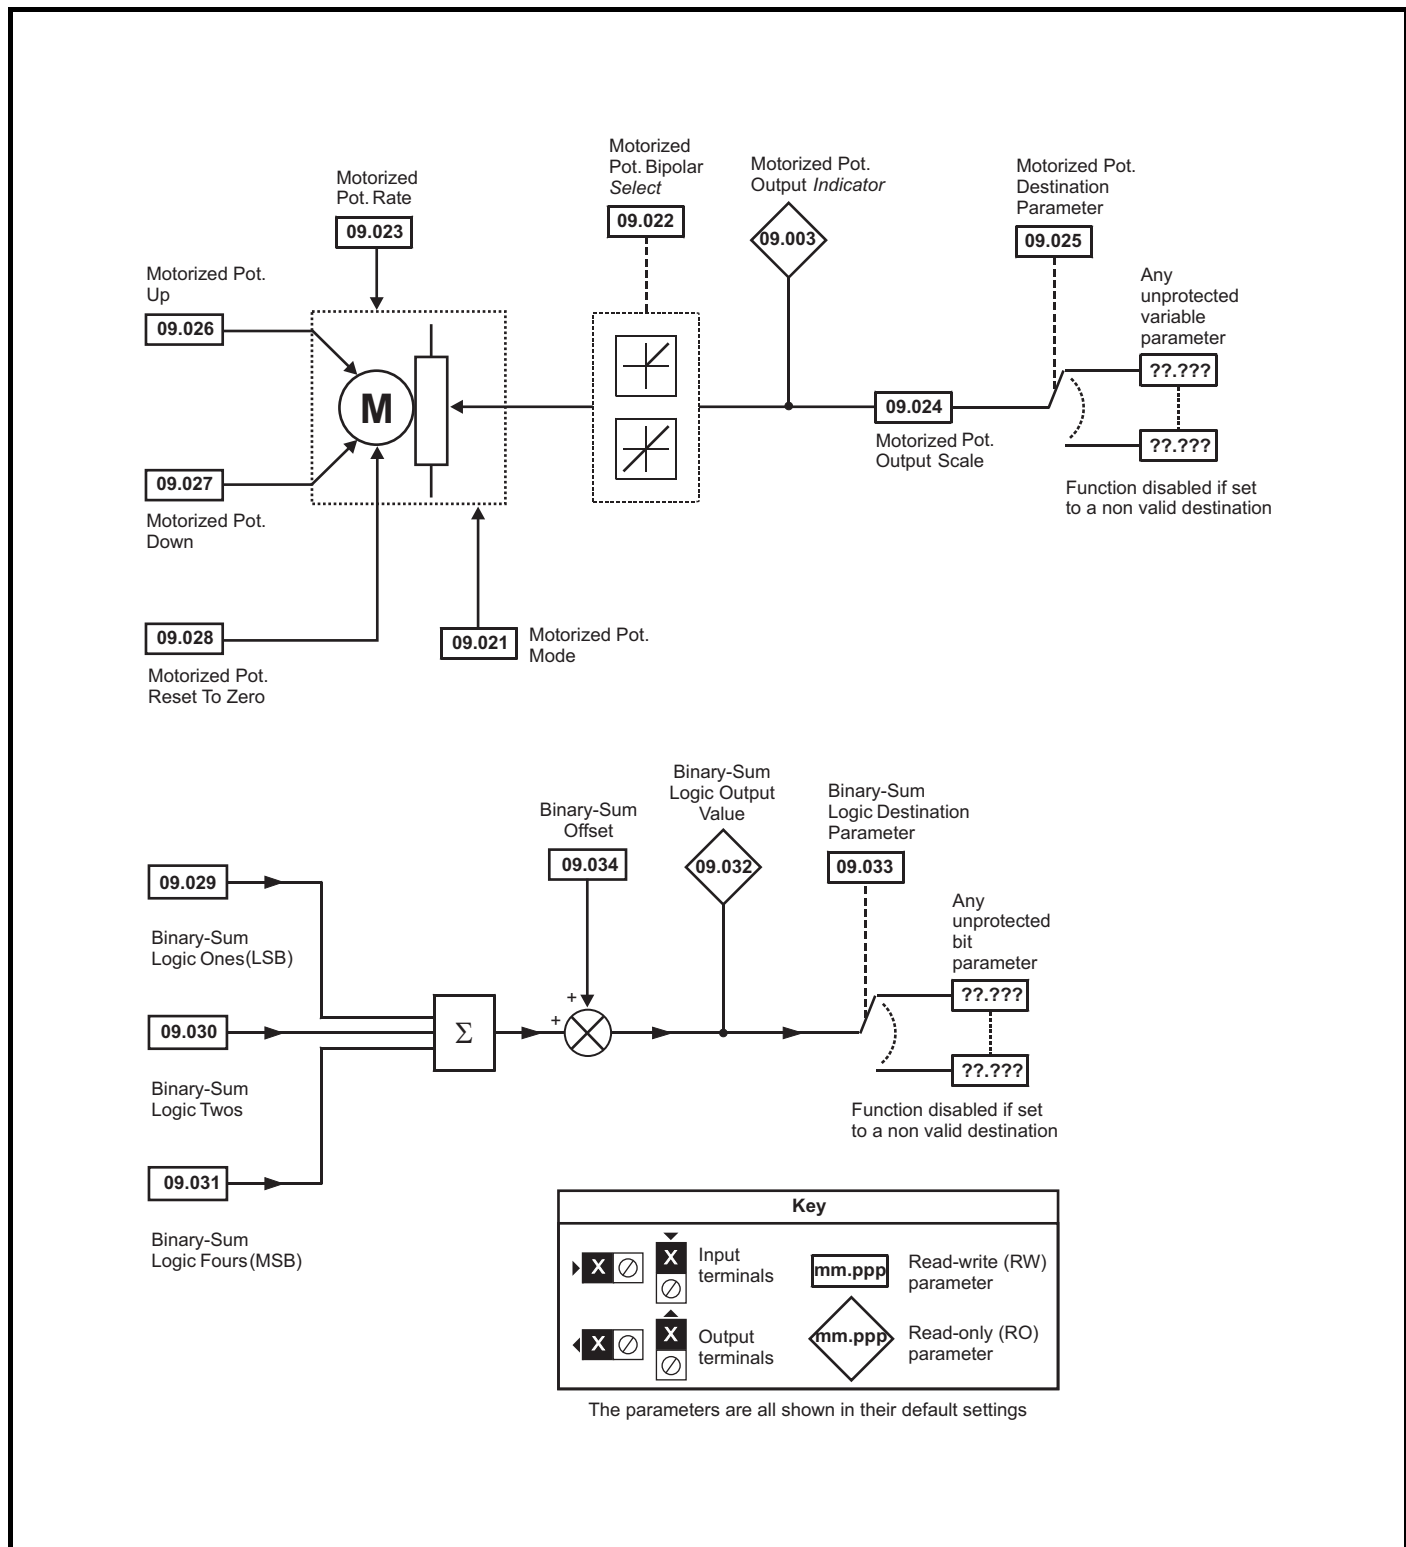 Motorized
Pot. Rate
09.023
Motorized
Pot. Bipolar
Select
09.022
Motorized Pot.
Output Indicator
09.003
Motorized Pot.
Destination
Parameter
09.025
Motorized Pot.
Up
09.026
Any
unprotected
variable
parameter
??.???
??.???
M
09.024
Motorized Pot.
Output Scale
09.027
Motorized Pot.
Down
Function disabled if set
to a non valid destination
09.028
Motorized Pot.
Reset To Zero
09.021
Motorized Pot.
Mode
Binary-Sum
Offset
09.034
Binary-Sum
Logic Output
Value
09.032
Binary-Sum
Logic Destination
Parameter
09.033
09.029
Binary-Sum
Logic Ones(LSB)
Any
unprotected
bit
parameter
??.???
??.???
09.030
Binary-Sum
Logic Twos
Σ
+
+
Function disabled if set
to a non valid destination
09.031
Binary-Sum
Logic Fours(MSB)
Key
X
X
Input
terminals
mm.ppp
Read-write (RW)
parameter
X
X
Output
terminals
mm.ppp
Read-only (RO)
parameter
The parameters are all shown in their default settings